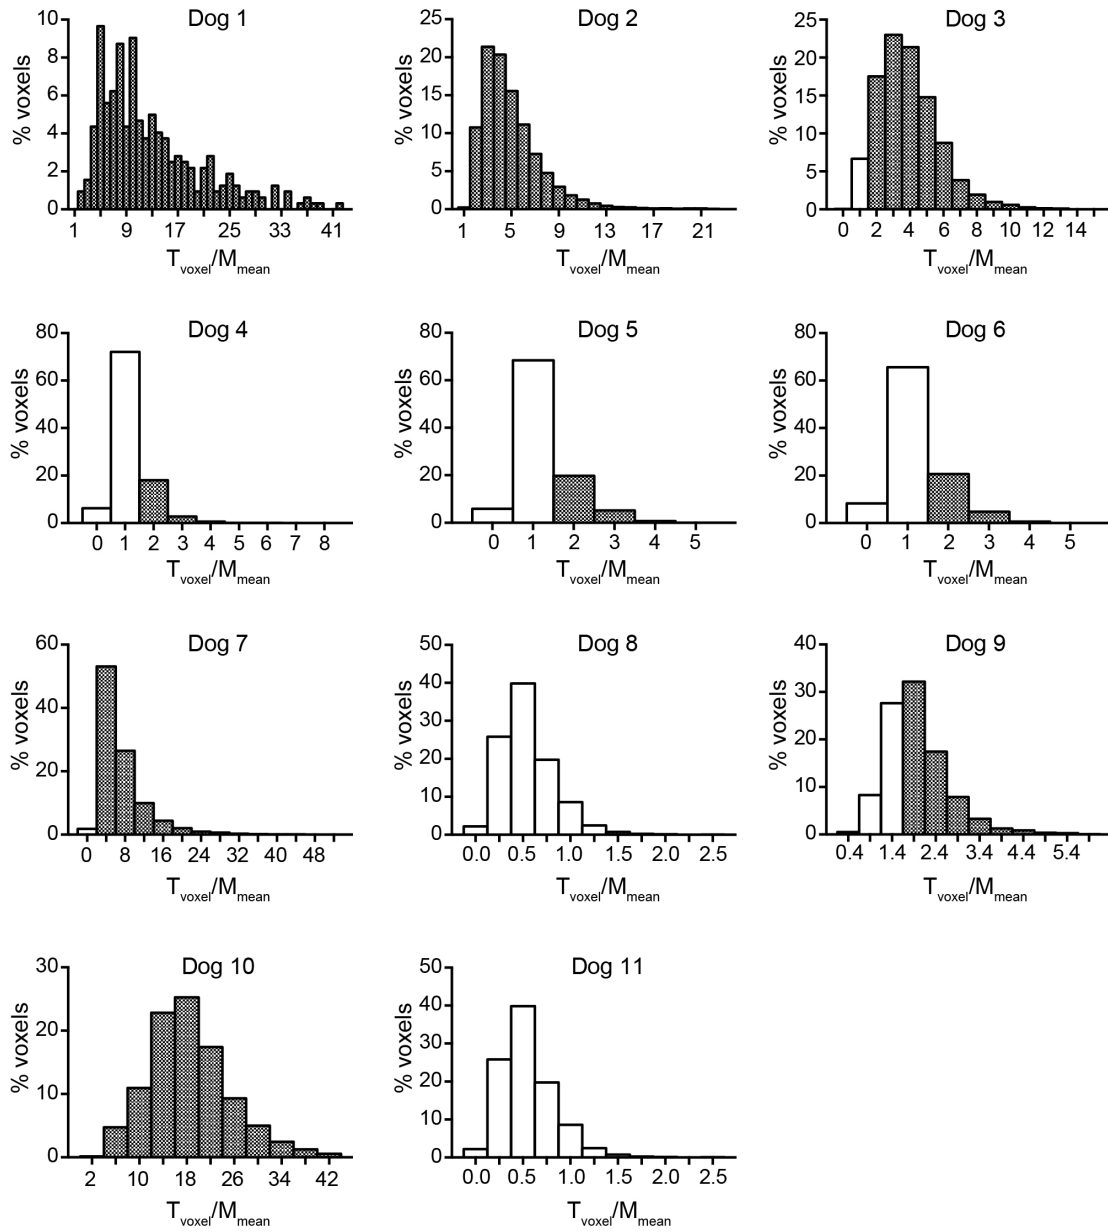 Dog 1
% voxels
10
8
6
4
2
0
1 9 17 25 33 41
Tvoxel/Mmean
Dog 2
% voxels
25
20
15
10
5
0
1 5 9 13 17 21
Tvoxel/Mmean
Dog 3
% voxels
25
20
15
10
5
0
0 2 4 6 8 10 12 14
Tvoxel/Mmean
Dog 4
% voxels
80
60
40
20
0
0 1 2 3 4 5 6 7 8
Tvoxel/Mmean
Dog 5
% voxels
80
60
40
20
0
0 1 2 3 4 5
Tvoxel/Mmean
Dog 6
% voxels
80
60
40
20
0
0 1 2 3 4 5
Tvoxel/Mmean
Dog 7
% voxels
60
40
20
0
0 8 16 24 32 40 48
Tvoxel/Mmean
Dog 8
% voxels
50
40
30
20
10
0
0.0 0.5 1.0 1.5 2.0 2.5
Tvoxel/Mmean
Dog 9
% voxels
40
30
20
10
0
0.4 1.4 2.4 3.4 4.4 5.4
Tvoxel/Mmean
Dog 10
% voxels
30
20
10
0
2 10 18 26 34 42
Tvoxel/Mmean
Dog 11
% voxels
50
40
30
20
10
0
0.0 0.5 1.0 1.5 2.0 2.5
Tvoxel/Mmean